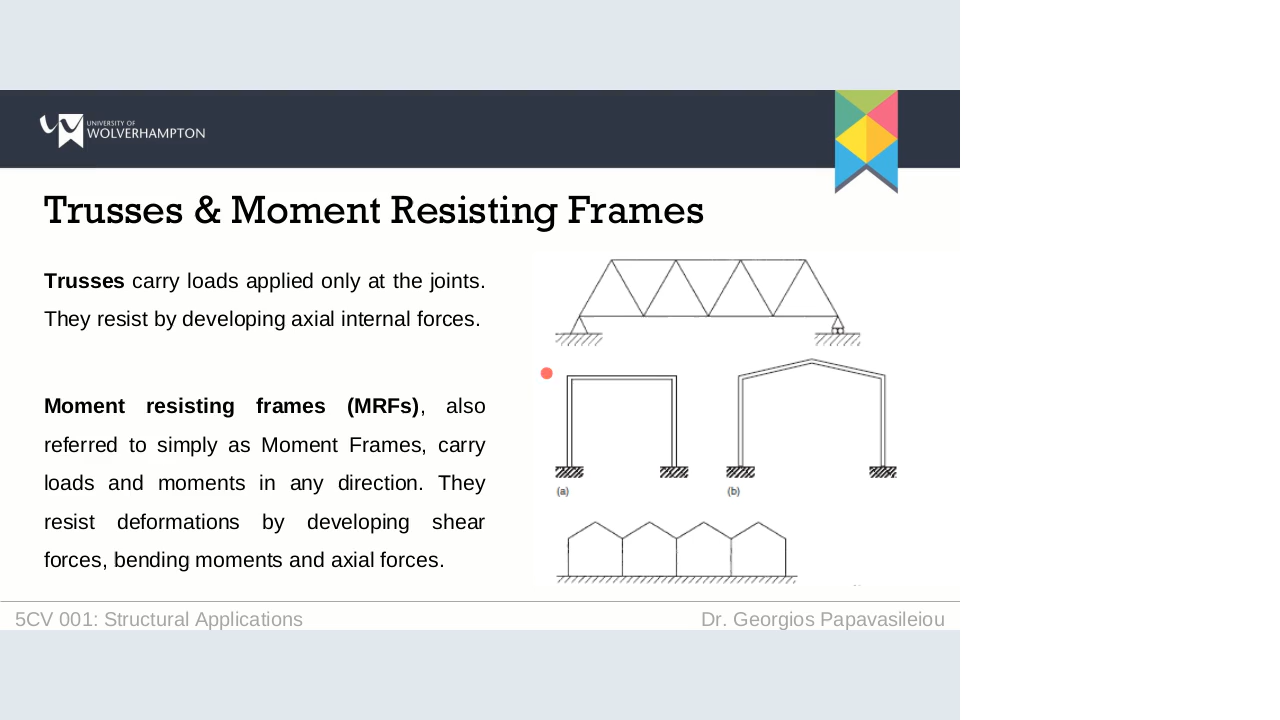 UNIVERSITY OF
WOLVERHAMPTON
Trusses & Moment Resisting Frames
Trusses carry loads applied only at the joints.
They resist by developing axial internal forces.
Moment resisting frames (MRFs), also
referred to simply as Moment Frames, carry
loads and moments in any direction. They
resist deformations by developing shear
forces, bending moments and axial forces.
(a)
(b)
5CV 001: Structural Applications
Dr. Georgios Papavasileiou